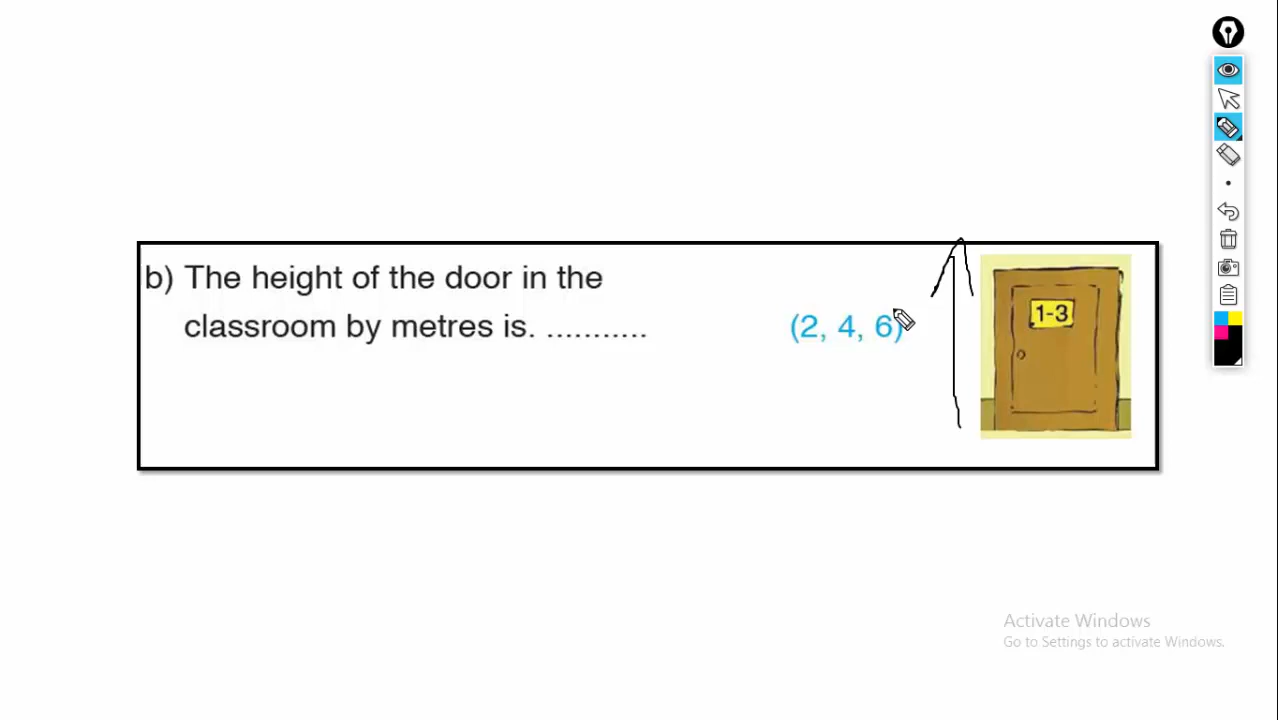 b) The height of the door in the
classroom by metres is. ........... (2, 4, 6)
1-3
Activate Windows
Go to Settings to activate Windows.